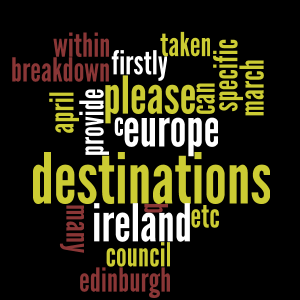 within
taken
firstly
breakdown
specific
march
can
please
april
provide
c
europe
destinations
b
many
ireland
etc
council
edinburgh